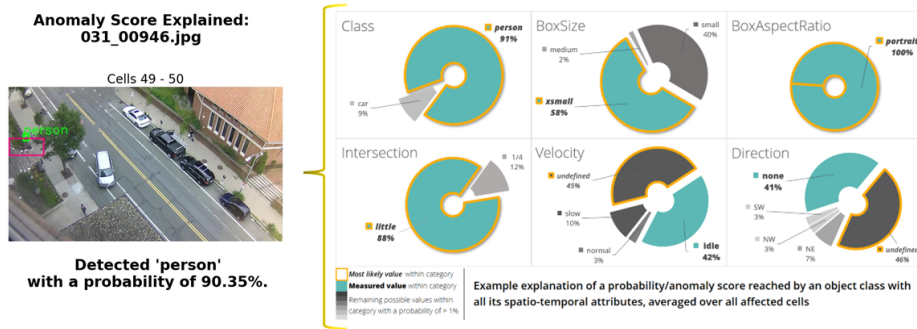 Anomaly Score Explained:
031_00946.jpg
Cells 49 - 50
person
Detected 'person'
with a probability of 90.35%.
Class
person
91%
car
9%
BoxSize
small
40%
medium
2%
xsmall
58%
BoxAspectRatio
portrait
100%
Intersection
1/4
12%
little
88%
Velocity
undefined
45%
slow
10%
normal
3%
idle
42%
Direction
none
41%
SW
3%
NW
3%
NE
7%
undefined
46%
Most likely value within category
Measured value within category
Remaining possible values within
category with a probability of > 1%
Example explanation of a probability/anomaly score reached by an object class with
all its spatio-temporal attributes, averaged over all affected cells